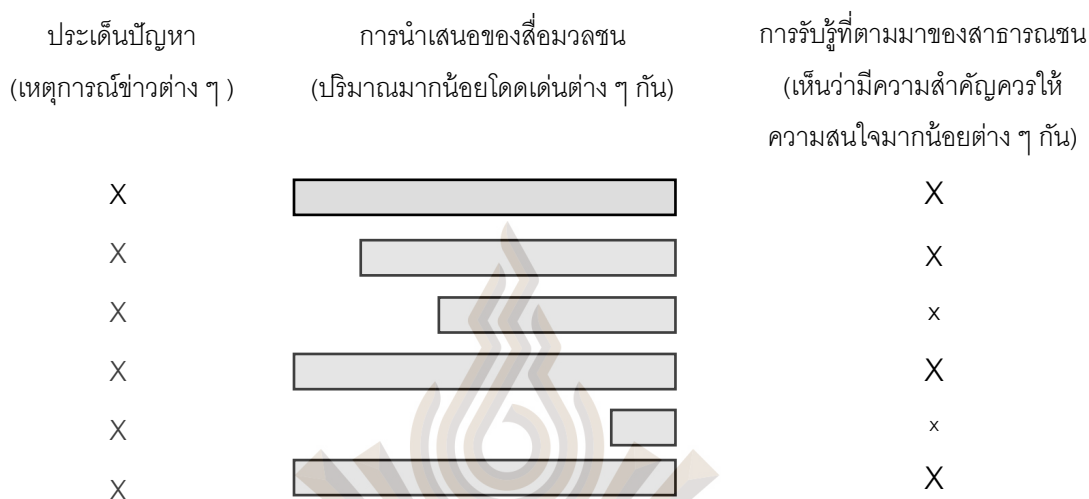 ประเด็นปัญหา
(เหตุการณ์ข่าวต่าง ๆ )
การนำเสนอของสื่อมวลชน
(ปริมาณมากน้อยโดดเด่นต่าง ๆ กัน)
การรับรู้ที่ตามมาของสาธารณชน
(เห็นว่ามีความสำคัญควรให้
ความสนใจมากน้อยต่าง ๆ กัน)
X X
X X
X x
X X
X x
X X